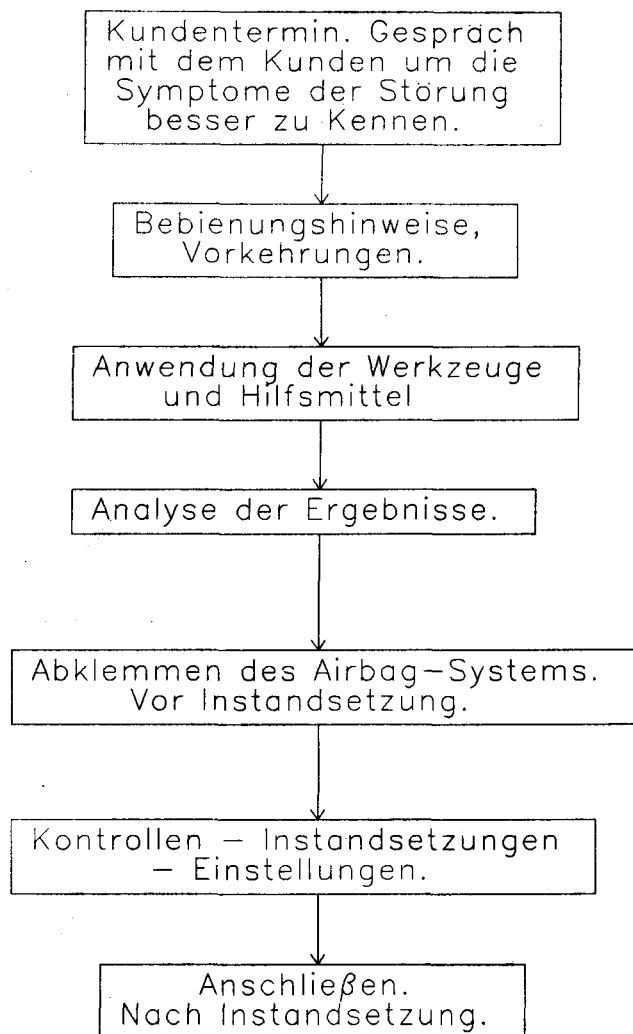 Kundentermin. Gespräch
mit dem Kunden um die
Symptome der Störung
besser zu Kennen.
Bebienungshinweise,
Vorkehrungen.
Anwendung der Werkzeuge
und Hilfsmittel
Analyse der Ergebnisse.
Abklemmen des Airbag–Systems.
Vor Instandsetzung.
Kontrollen – Instandsetzungen
– Einstellungen.
Anschließen.
Nach Instandsetzung.